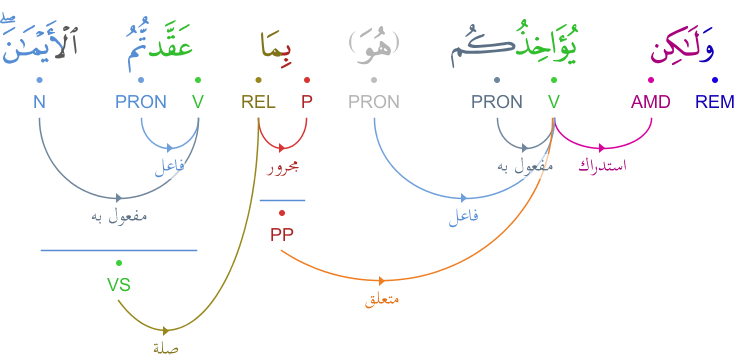 وَلَـٰكِن يُؤَاخِذُكُم (هُوَ) بِمَا عَقَّدتُّمُ ٱلْأَيْمَـٰنَ ۖ
REM AMD V PRON PRON P REL V PRON N
استدراك مفعول به مجرور فاعل
فاعل مفعول به
PP
VS
متعلق
صلة